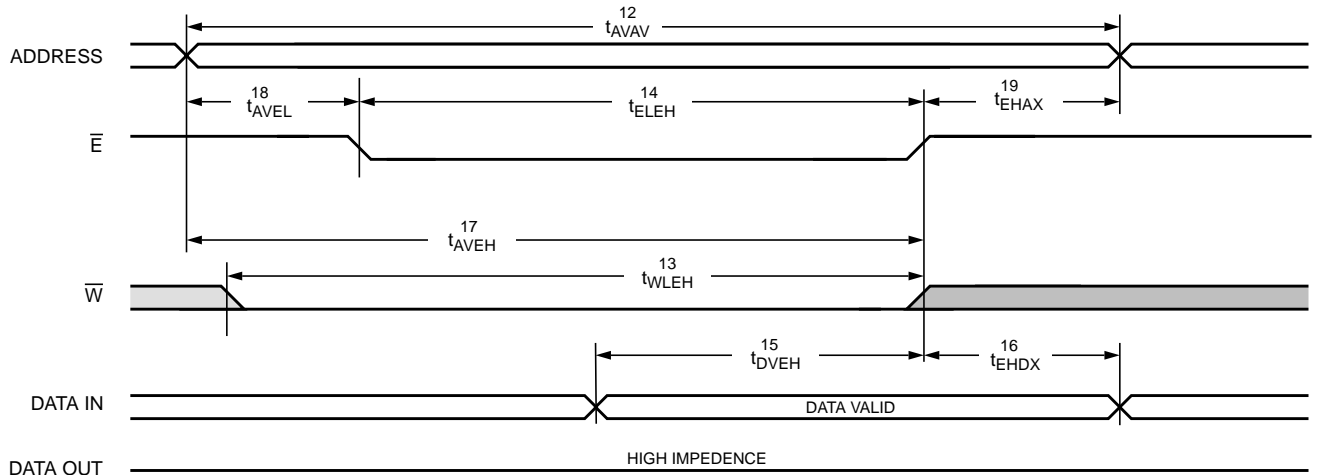 12
tAVAV
ADDRESS
18
tAVEL
14
tELEH
19
tEHAX
E̅
17
tAVEH
13
tWLEH
W̅
15
tDVEH
16
tEHDX
DATA IN
DATA VALID
DATA OUT
HIGH IMPEDENCE